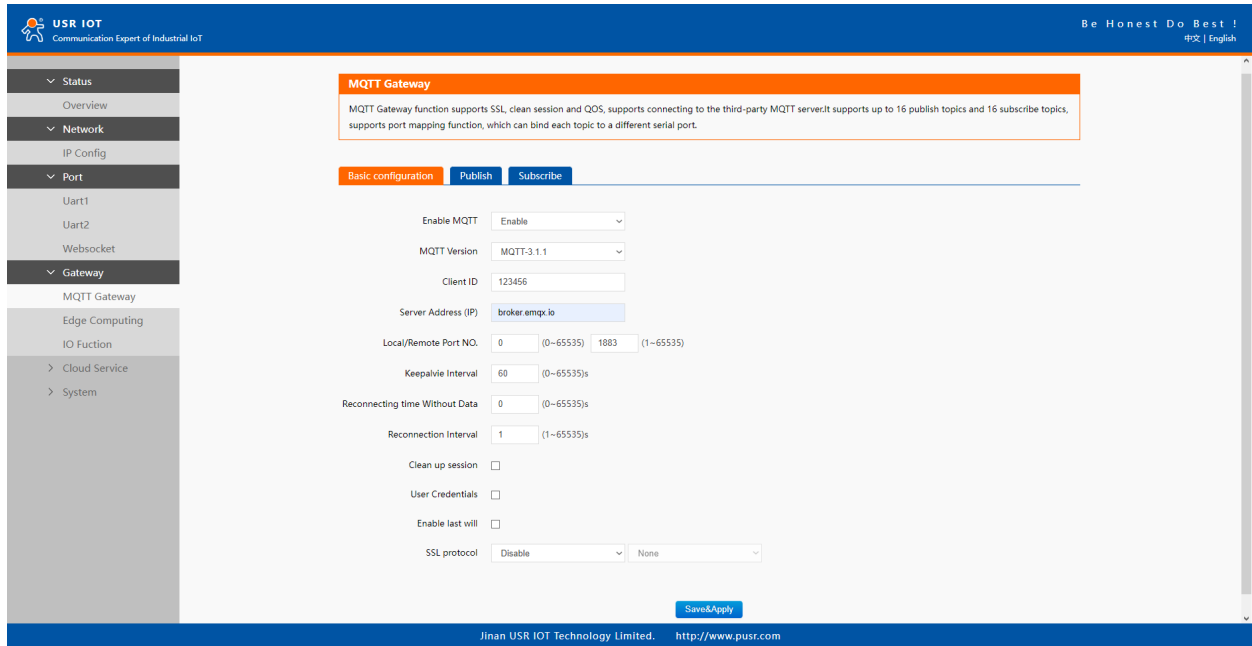 USR IOT
Communication Expert of Industrial IoT
Be Honest Do Best !
中文 | English
Status
Overview
Network
IP Config
Port
Uart1
Uart2
Websocket
Gateway
MQTT Gateway
Edge Computing
IO Fuction
Cloud Service
System
MQTT Gateway
MQTT Gateway function supports SSL, clean session and QOS, supports connecting to the third-party MQTT server.It supports up to 16 publish topics and 16 subscribe topics,
supports port mapping function, which can bind each topic to a different serial port.
Basic configuration Publish Subscribe
Enable MQTT Enable
MQTT Version MQTT-3.1.1
Client ID 123456
Server Address (IP) broker.emqx.io
Local/Remote Port NO. 0 (0~65535) 1883 (1~65535)
Keepalvie Interval 60 (0~65535)s
Reconnecting time Without Data 0 (0~65535)s
Reconnection Interval 1 (1~65535)s
Clean up session
User Credentials
Enable last will
SSL protocol Disable None
Save&Apply
Jinan USR IOT Technology Limited. http://www.pusr.com